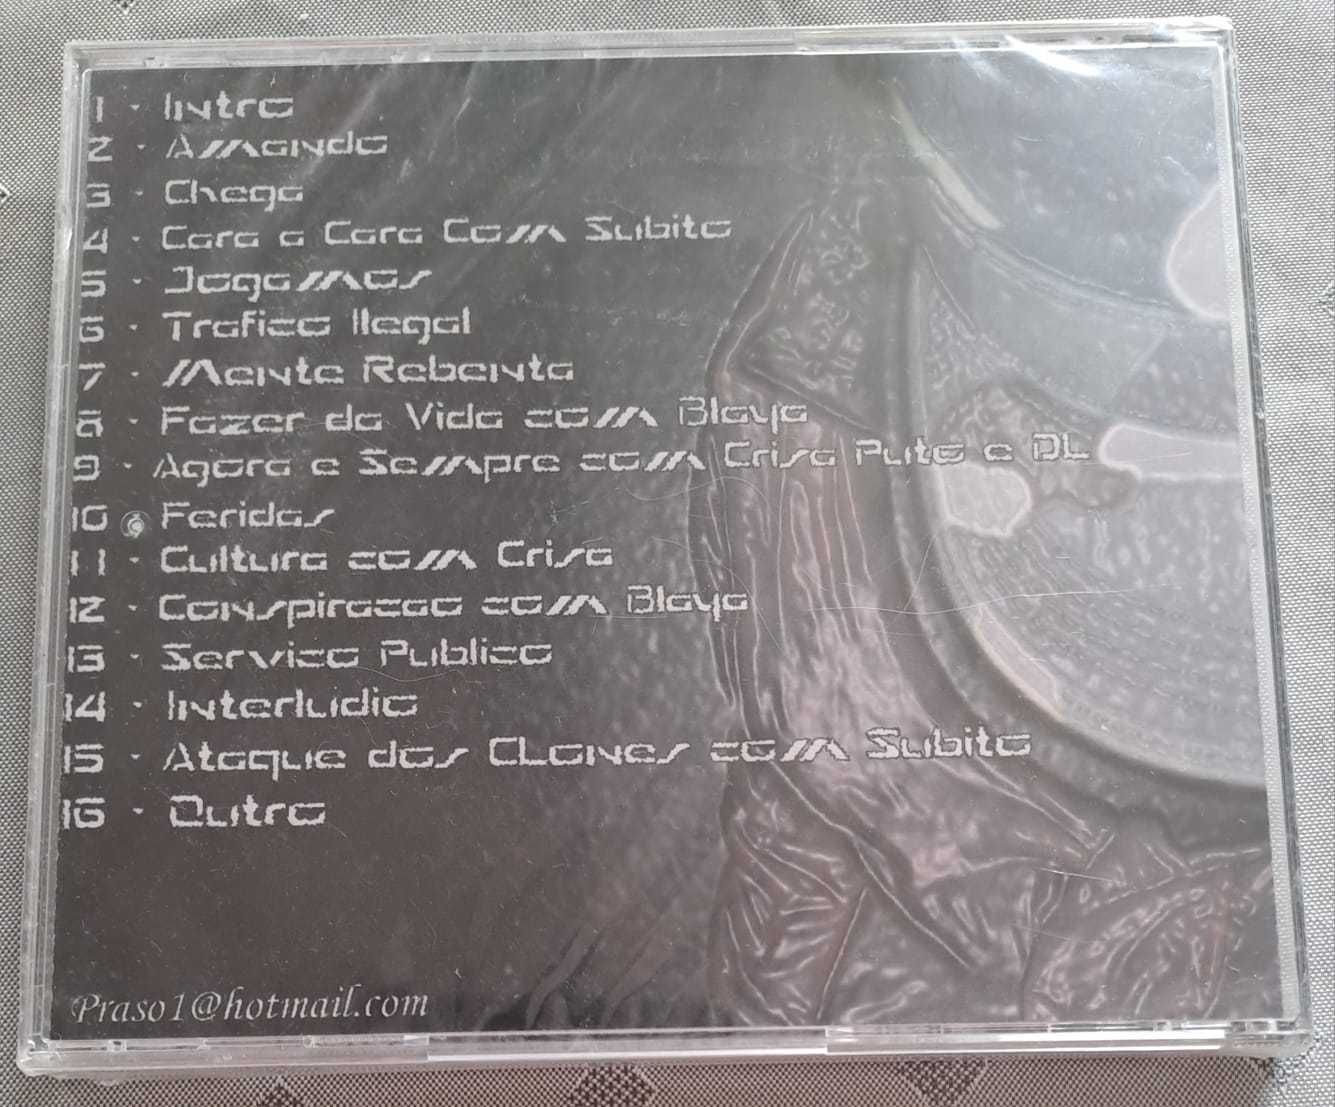 1 - Intro
2 - Amando
3 - Chega
4 - Cara a Cara Com Subito
5 - Jogamos
6 - Trafico Ilegal
7 - Mente Rebenta
8 - Fazer da Vida com Blaya
9 - Agora e Sempre com Crisa Puto e DL
10 - Feridas
11 - Cultura com Crisa
12 - Conspiracao com Blaya
13 - Servico Publico
14 - Interludio
15 - Ataque dos CLones com Subito
16 - Outro
Praso1@hotmail.com